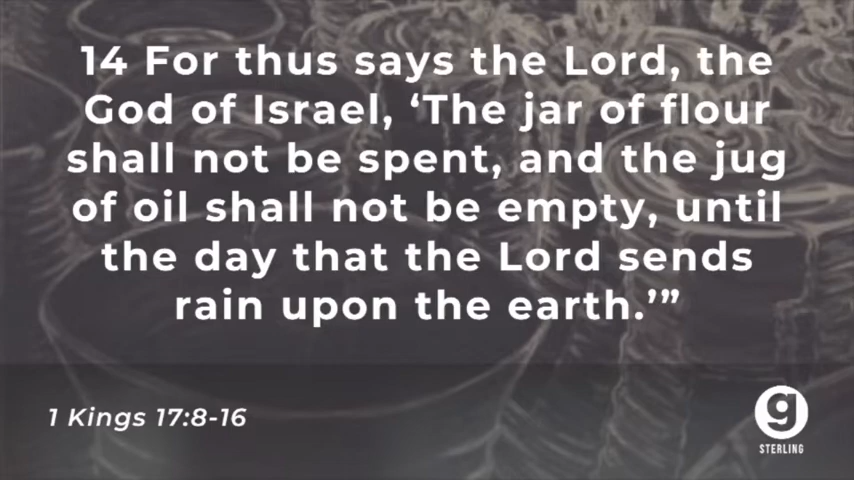 14 For thus says the Lord, the
God of Israel, ‘The jar of flour
shall not be spent, and the jug
of oil shall not be empty, until
the day that the Lord sends
rain upon the earth.’”
1 Kings 17:8-16
g
STERLING